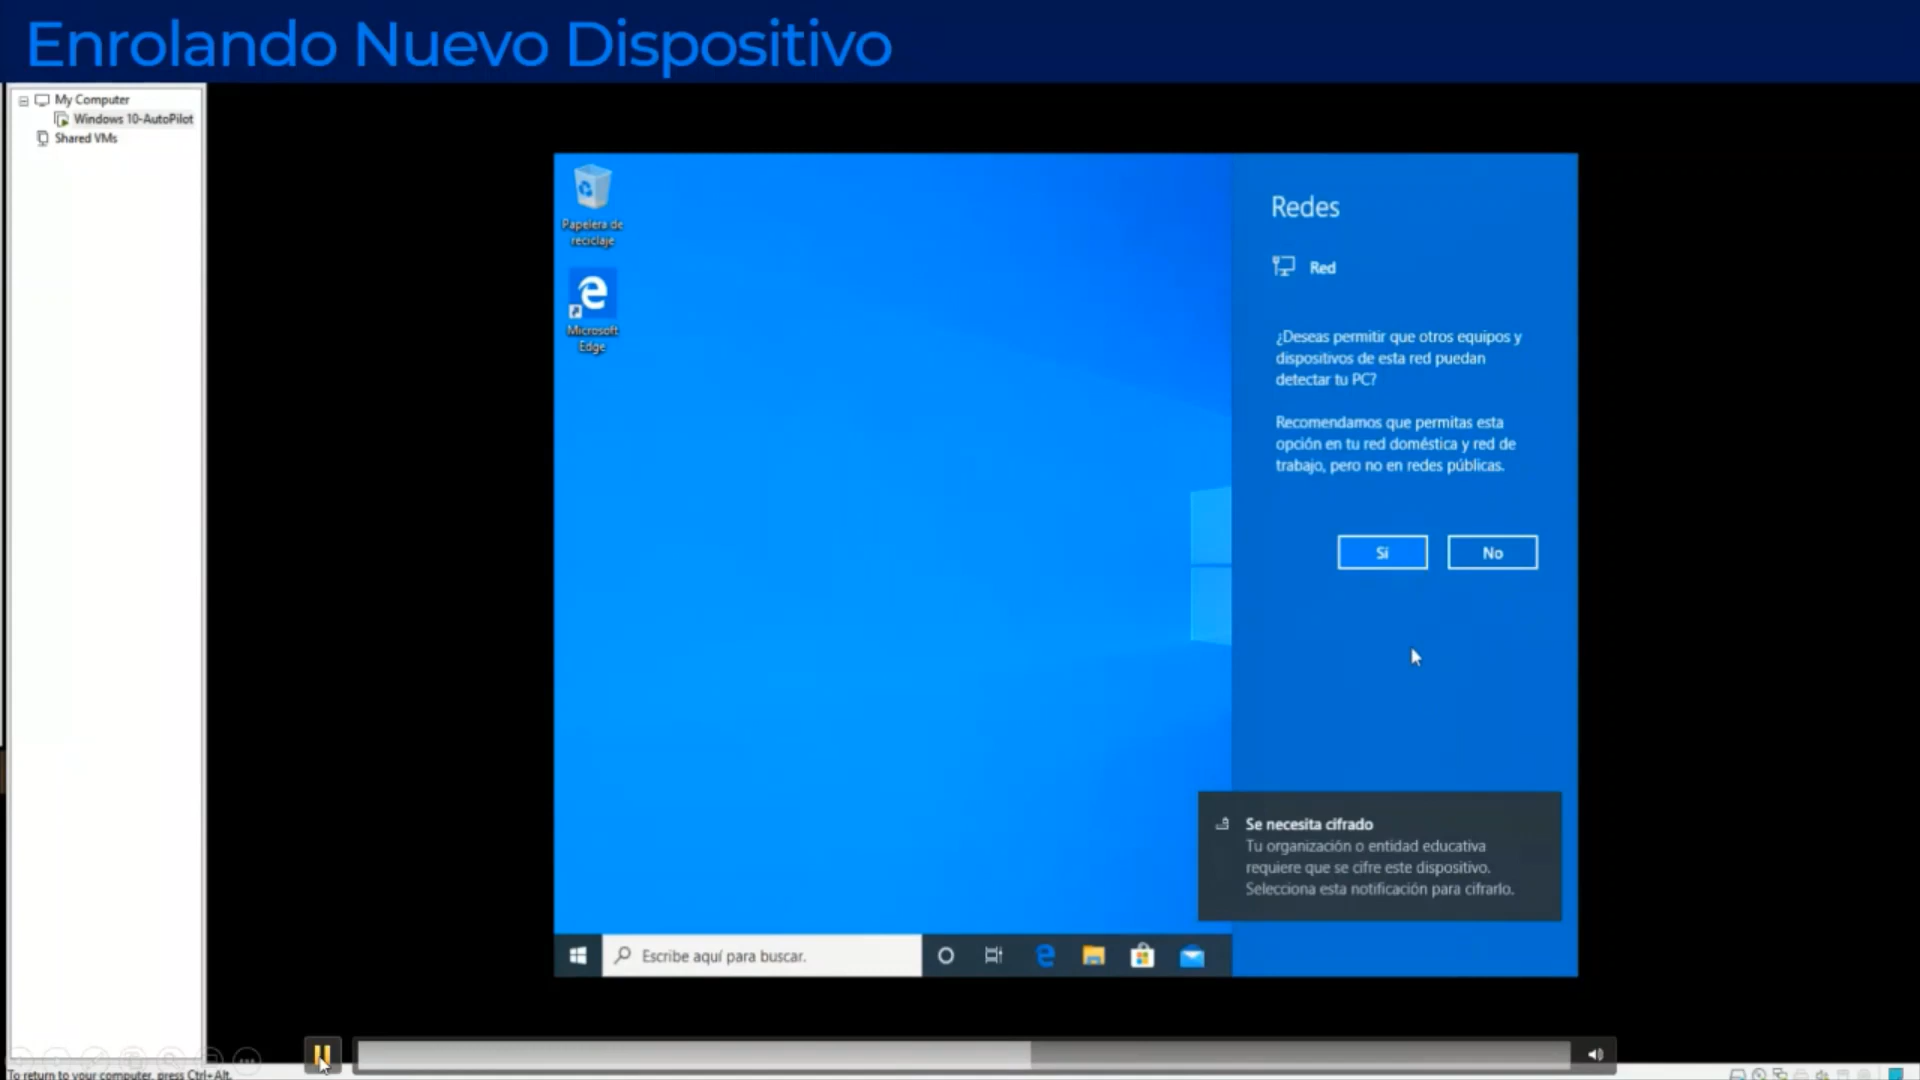 Enrolando Nuevo Dispositivo
My Computer
Windows 10-AutoPilot
Shared VMs
Papelera de
reciclaje
Microsoft
Edge
Redes
Red
¿Deseas permitir que otros equipos y
dispositivos de esta red puedan
detectar tu PC?
Recomendamos que permitas esta
opción en tu red doméstica y red de
trabajo, pero no en redes públicas.
Sí
No
Se necesita cifrado
Tu organización o entidad educativa
requiere que se cifre este dispositivo.
Selecciona esta notificación para cifrarlo.
Escribe aquí para buscar.
To return to your computer, press Ctrl+Alt.